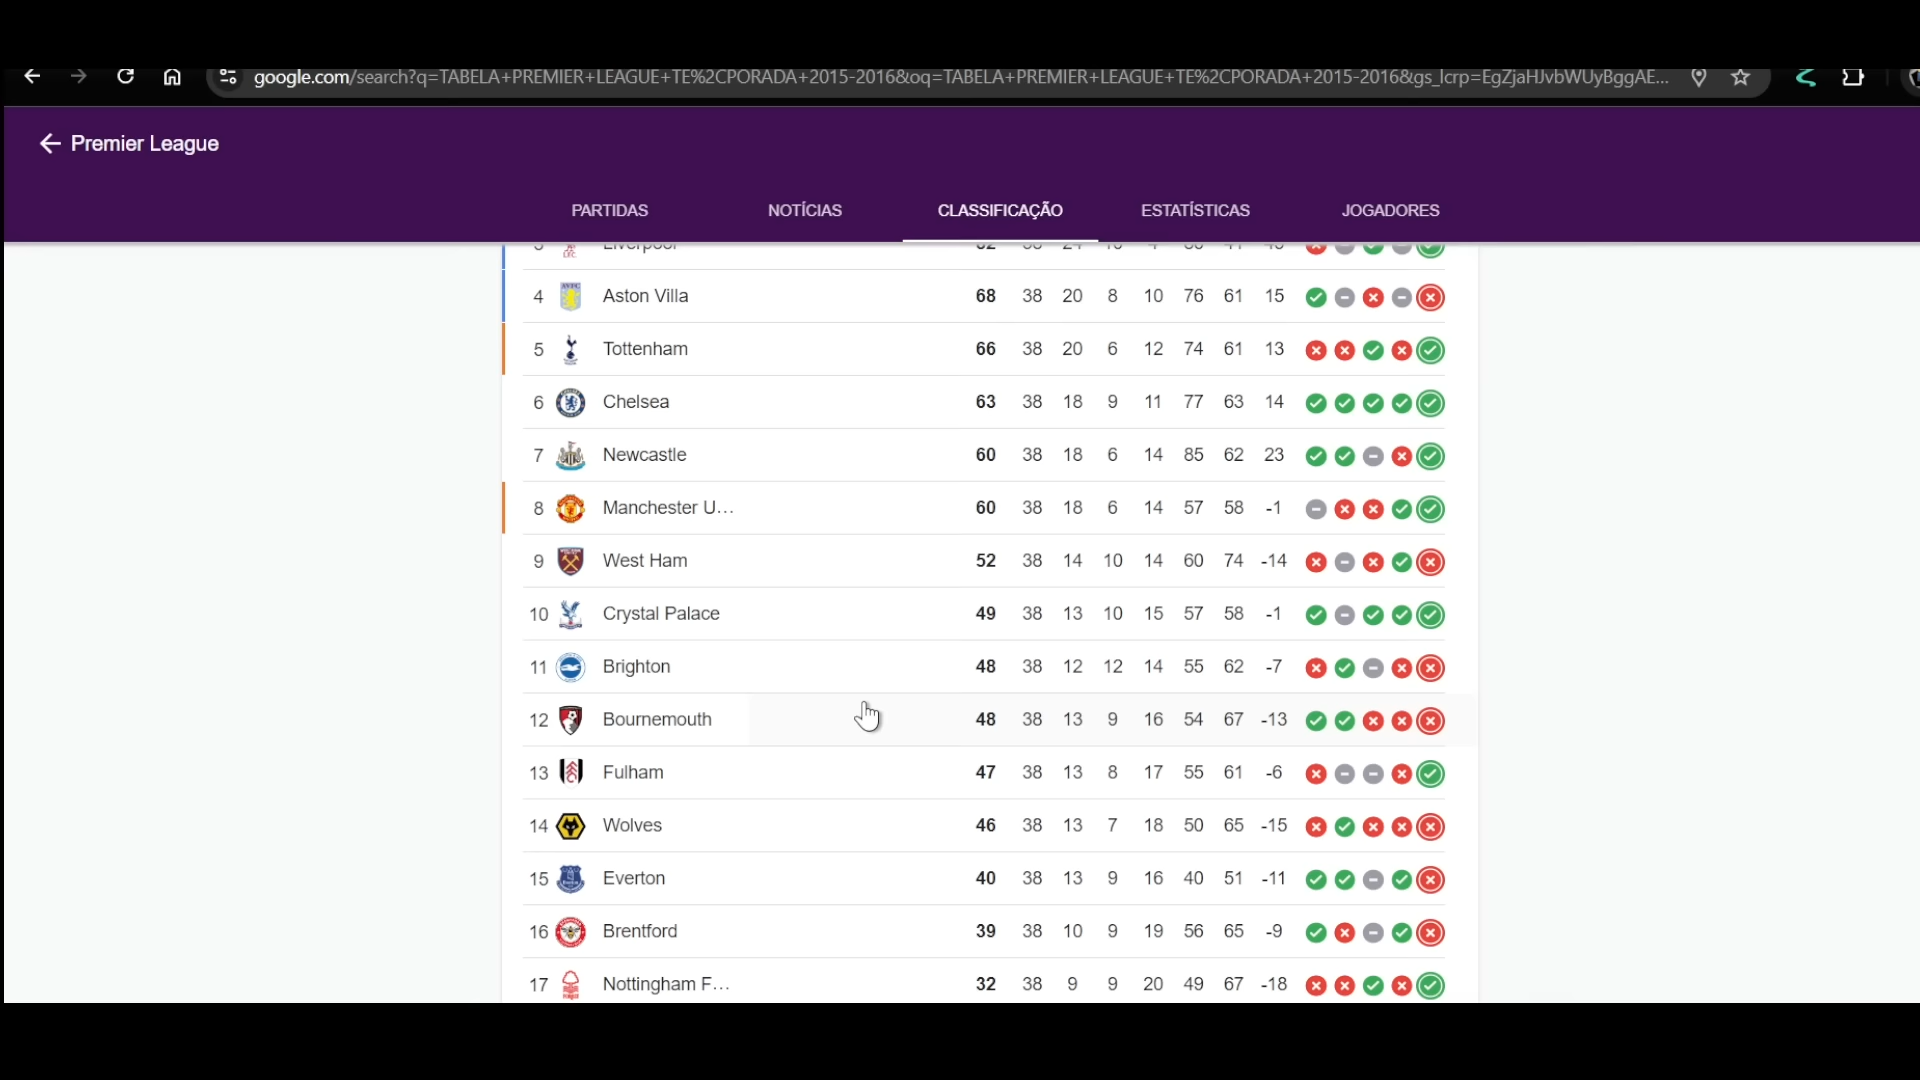 google.com/search?q=TABELA+PREMIER+LEAGUE+TE%2CPORADA+2015-2016&oq=TABELA+PREMIER+LEAGUE+TE%2CPORADA+2015-2016&gs_lcrp=EgZjaHJvbWUyBggAE...
Premier League
PARTIDAS NOTÍCIAS CLASSIFICAÇÃO ESTATÍSTICAS JOGADORES
3 Liverpool
4 Aston Villa 68 38 20 8 10 76 61 15
5 Tottenham 66 38 20 6 12 74 61 13
6 Chelsea 63 38 18 9 11 77 63 14
7 Newcastle 60 38 18 6 14 85 62 23
8 Manchester U... 60 38 18 6 14 57 58 -1
9 West Ham 52 38 14 10 14 60 74 -14
10 Crystal Palace 49 38 13 10 15 57 58 -1
11 Brighton 48 38 12 12 14 55 62 -7
12 Bournemouth 48 38 13 9 16 54 67 -13
13 Fulham 47 38 13 8 17 55 61 -6
14 Wolves 46 38 13 7 18 50 65 -15
15 Everton 40 38 13 9 16 40 51 -11
16 Brentford 39 38 10 9 19 56 65 -9
17 Nottingham F... 32 38 9 9 20 49 67 -18